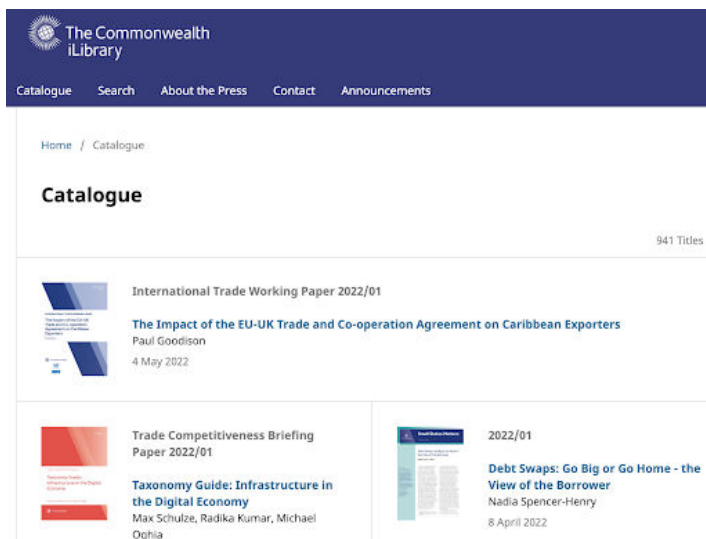 The Commonwealth
iLibrary
Catalogue Search About the Press Contact Announcements
Home / Catalogue
Catalogue
941 Titles
International Trade Working Paper 2022/01
The Impact of the EU-UK Trade and Co-operation Agreement on Caribbean Exporters
Paul Goodison
4 May 2022
Trade Competitiveness Briefing
Paper 2022/01
Taxonomy Guide: Infrastructure in
the Digital Economy
Max Schulze, Radika Kumar, Michael
Oghia
2022/01
Debt Swaps: Go Big or Go Home - the
View of the Borrower
Nadia Spencer-Henry
8 April 2022